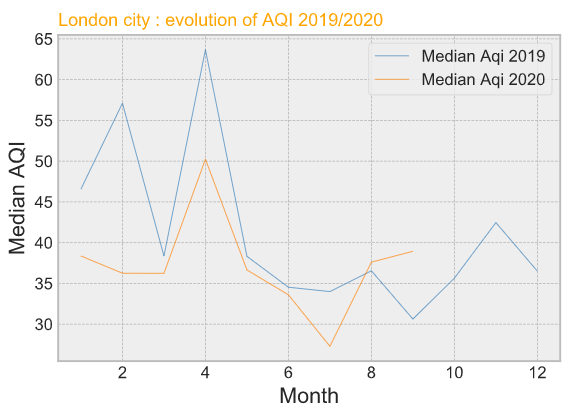 London city : evolution of AQI 2019/2020
65
60
55
50
45
40
35
30
Median AQI
Median Aqi 2019
Median Aqi 2020
2 4 6 8 10 12
Month